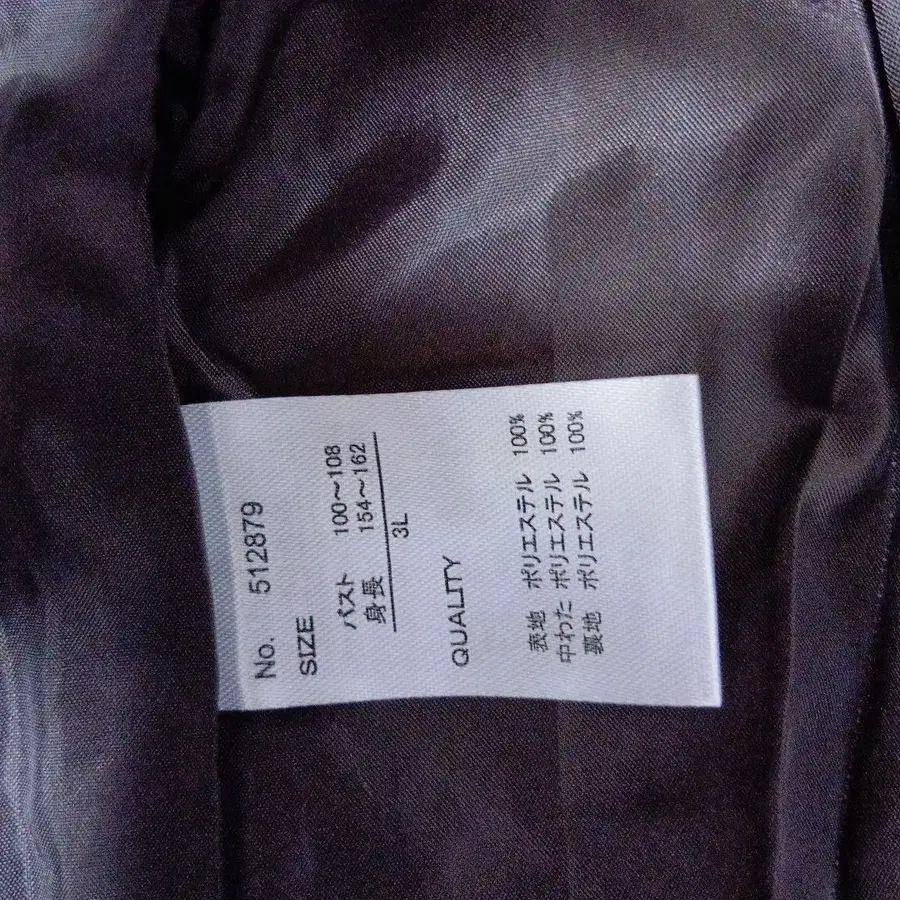 No. 512879
SIZE
バスト 100～108
身長 154～162
3L
QUALITY
表地 ポリエステル 100%
中わた ポリエステル 100%
裏地 ポリエステル 100%